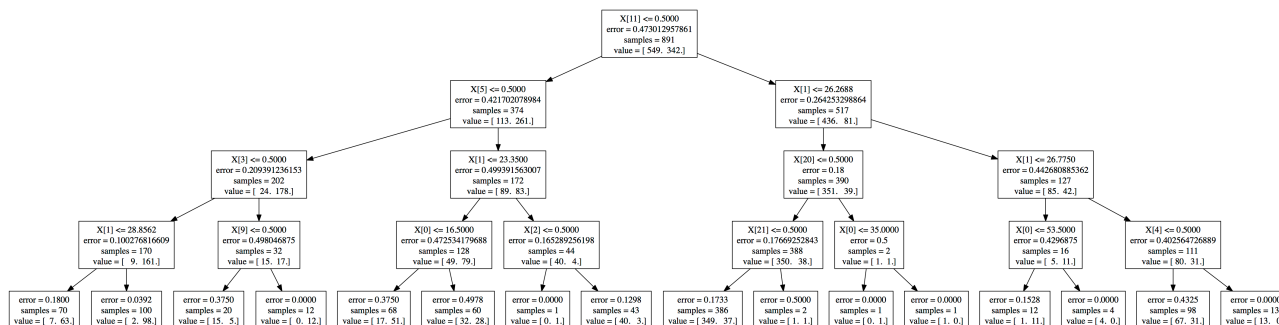 X[11] <= 0.5000
error = 0.473012957861
samples = 891
value = [ 549. 342.]
X[5] <= 0.5000
error = 0.421702078984
samples = 374
value = [ 113. 261.]
X[1] <= 26.2688
error = 0.264253298864
samples = 517
value = [ 436. 81.]
X[3] <= 0.5000
error = 0.209391236153
samples = 202
value = [ 24. 178.]
X[1] <= 23.3500
error = 0.499391563007
samples = 172
value = [ 89. 83.]
X[20] <= 0.5000
error = 0.18
samples = 390
value = [ 351. 39.]
X[1] <= 26.7750
error = 0.442680885362
samples = 127
value = [ 85. 42.]
X[1] <= 28.8562
error = 0.100276816609
samples = 170
value = [ 9. 161.]
X[9] <= 0.5000
error = 0.498046875
samples = 32
value = [ 15. 17.]
X[0] <= 16.5000
error = 0.472534179688
samples = 128
value = [ 49. 79.]
X[2] <= 0.5000
error = 0.165289256198
samples = 44
value = [ 40. 4.]
X[21] <= 0.5000
error = 0.17669252843
samples = 388
value = [ 350. 38.]
X[0] <= 35.0000
error = 0.5
samples = 2
value = [ 1. 1.]
X[0] <= 53.5000
error = 0.4296875
samples = 16
value = [ 5. 11.]
X[4] <= 0.5000
error = 0.402564726889
samples = 111
value = [ 80. 31.]
error = 0.1800
samples = 70
value = [ 7. 63.]
error = 0.0392
samples = 100
value = [ 2. 98.]
error = 0.3750
samples = 20
value = [ 15. 5.]
error = 0.0000
samples = 12
value = [ 0. 12.]
error = 0.3750
samples = 68
value = [ 17. 51.]
error = 0.4978
samples = 60
value = [ 32. 28.]
error = 0.0000
samples = 1
value = [ 0. 1.]
error = 0.1298
samples = 43
value = [ 40. 3.]
error = 0.1733
samples = 386
value = [ 349. 37.]
error = 0.5000
samples = 2
value = [ 1. 1.]
error = 0.0000
samples = 1
value = [ 0. 1.]
error = 0.0000
samples = 1
value = [ 1. 0.]
error = 0.1528
samples = 12
value = [ 1. 11.]
error = 0.0000
samples = 4
value = [ 4. 0.]
error = 0.4325
samples = 98
value = [ 67. 31.]
error = 0.000
samples = 13
value = [ 13.